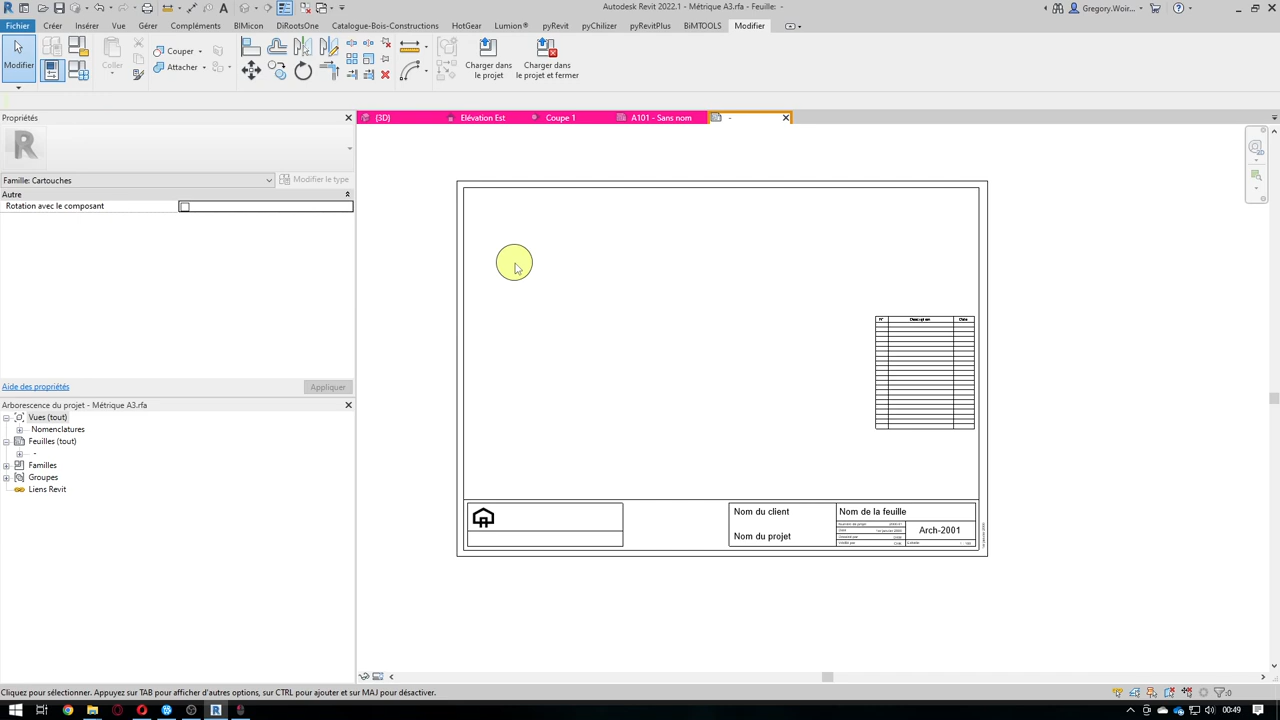 Autodesk Revit 2022.1 - Métrique A3.rfa - Feuille: -
Gregory.Woir...
Fichier Créer Insérer Vue Gérer Compléments BIMicon DiRootsOne Catalogue-Bois-Constructions HotGear Lumion® pyRevit pyChilizer pyRevitPlus BiMTOOLS Modifier
Modifier
Coller
Couper
Attacher
Charger dans
le projet
Charger dans
le projet et fermer
Propriétés
{3D} Elévation Est Coupe 1 A101 - Sans nom -
Famille: Cartouches
Modifier le type
Autre
Rotation avec le composant
Aide des propriétés
Appliquer
Arborescence du projet - Métrique A3.rfa
Vues (tout)
Nomenclatures
Feuilles (tout)
-
Familles
Groupes
Liens Revit
N° Description Date
Nom du client
Nom du projet
Nom de la feuille
Arch-2001
Cliquez pour sélectionner. Appuyez sur TAB pour afficher d'autres options, sur CTRL pour ajouter et sur MAJ pour désactiver.
:0
00:49